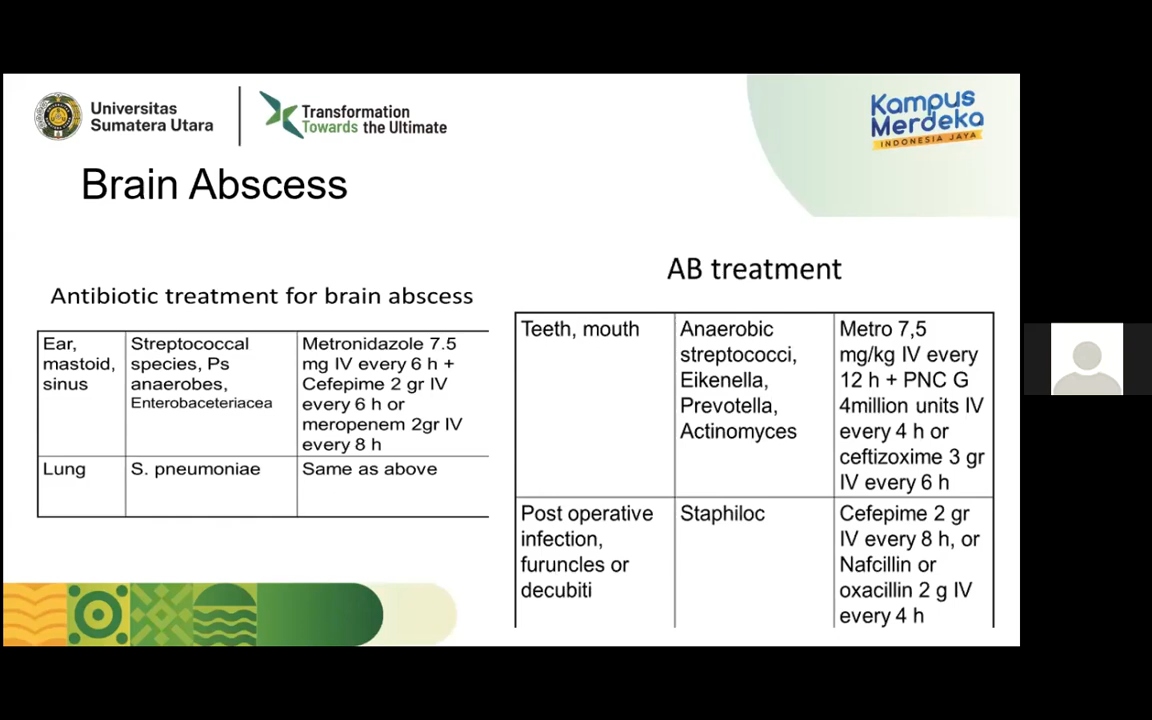 Universitas
Sumatera Utara
Transformation
Towards the Ultimate
Kampus
Merdeka
INDONESIA JAYA
Brain Abscess
Antibiotic treatment for brain abscess
Ear,
mastoid,
sinus
Streptococcal
species, Ps
anaerobes,
Enterobaceteriacea
Metronidazole 7.5
mg IV every 6 h +
Cefepime 2 gr IV
every 6 h or
meropenem 2gr IV
every 8 h
Lung
S. pneumoniae
Same as above
AB treatment
Teeth, mouth
Anaerobic
streptococci,
Eikenella,
Prevotella,
Actinomyces
Metro 7,5
mg/kg IV every
12 h + PNC G
4million units IV
every 4 h or
ceftizoxime 3 gr
IV every 6 h
Post operative
infection,
furuncles or
decubiti
Staphiloc
Cefepime 2 gr
IV every 8 h, or
Nafcillin or
oxacillin 2 g IV
every 4 h